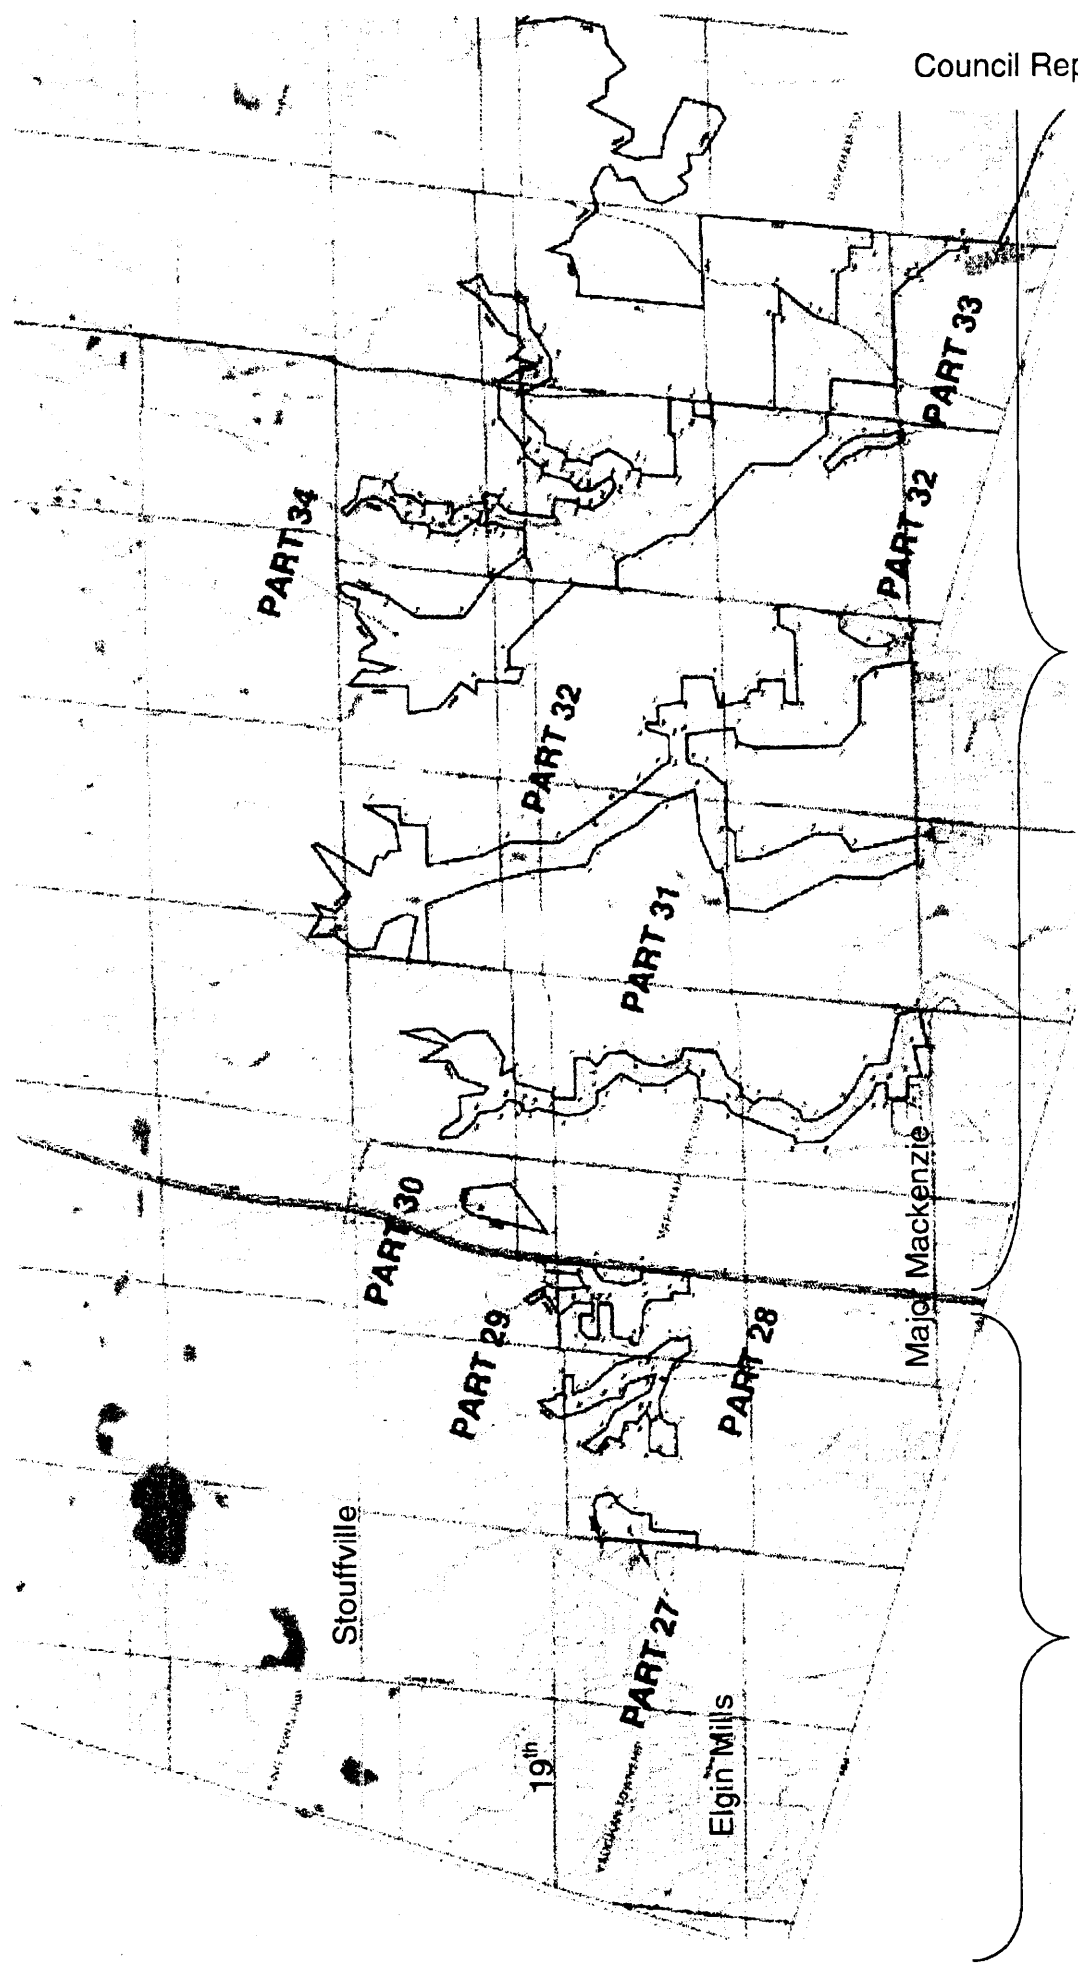 Council Rep
PART 33
PART 32
PART 34
PART 32
PART 31
Major Mackenzie
PART 30
PART 29
PART 28
Stouffville
PART 27
19th
Elgin Mills